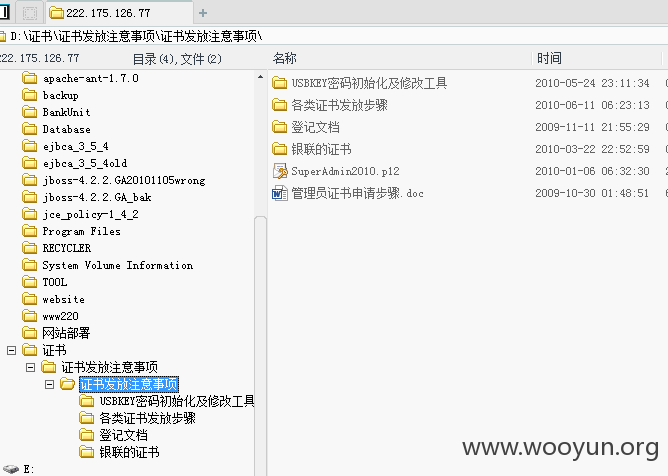 222.175.126.77
D:\证书\证书发放注意事项\证书发放注意事项\
222.175.126.77 目录(4),文件(2)
名称 时间
apache-ant-1.7.0
backup
BankUnit
Database
ejbca_3_5_4
ejbca_3_5_4old
jboss-4.2.2.GA20101105wrong
jboss-4.2.2.GA_bak
jce_policy-1_4_2
Program Files
RECYCLER
System Volume Information
TOOL
website
www220
网站部署
证书
证书发放注意事项
证书发放注意事项
USBKEY密码初始化及修改工具
各类证书发放步骤
登记文档
银联的证书
E:
USBKEY密码初始化及修改工具 2010-05-24 23:11:34
各类证书发放步骤 2010-06-11 06:23:13
登记文档 2009-11-11 21:55:29
银联的证书 2010-03-22 22:52:59
SuperAdmin2010.p12 2010-01-06 06:32:30
管理员证书申请步骤.doc 2009-10-30 01:48:51
www.wooyun.org